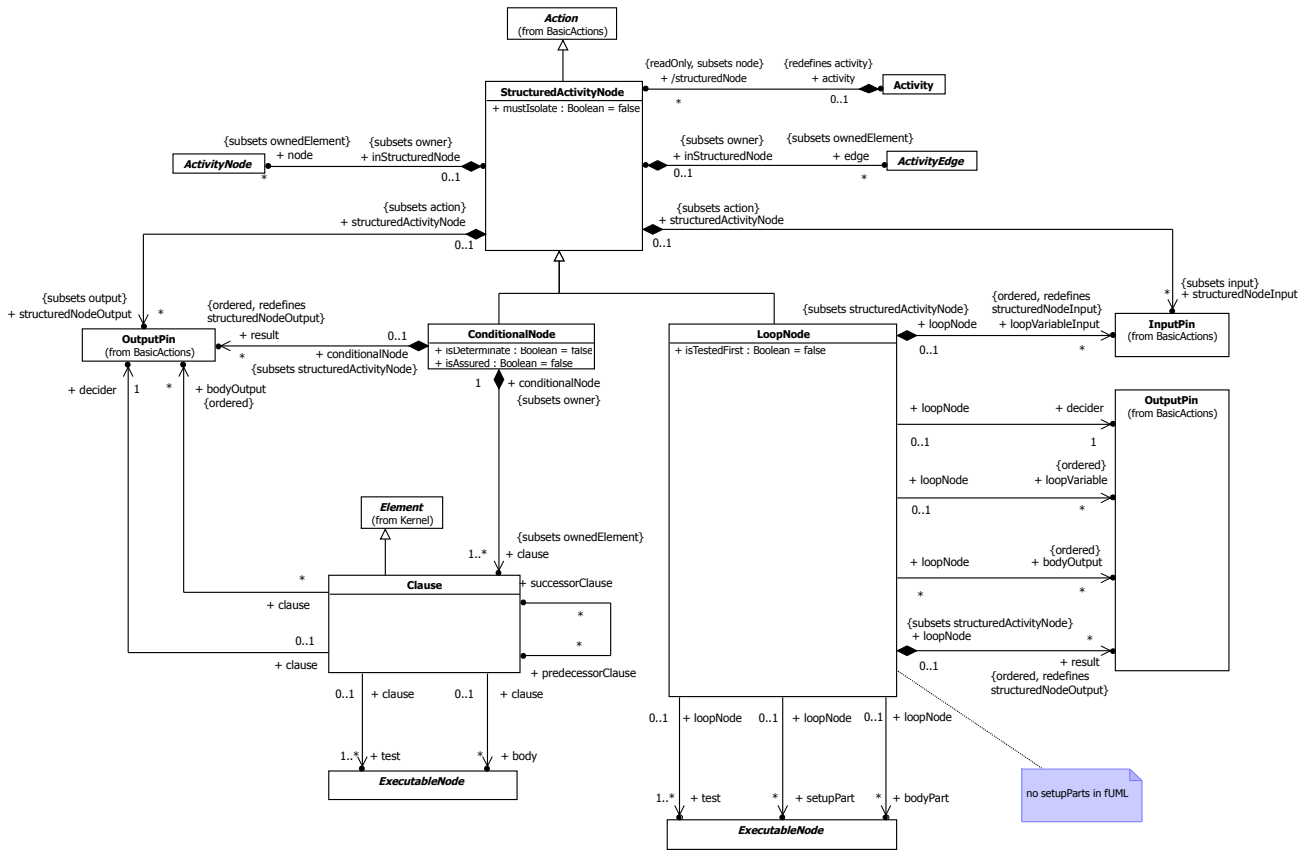 Action
(from BasicActions)
{readOnly, subsets node}
+ /structuredNode
*
{redefines activity}
+ activity
0..1
Activity
StructuredActivityNode
+ mustIsolate : Boolean = false
{subsets ownedElement}
+ node
*
ActivityNode
{subsets owner}
+ inStructuredNode
0..1
{subsets owner}
+ inStructuredNode
0..1
{subsets ownedElement}
+ edge
*
ActivityEdge
{subsets action}
+ structuredActivityNode
0..1
{subsets action}
+ structuredActivityNode
0..1
{subsets output}
+ structuredNodeOutput
*
{subsets input}
+ structuredNodeInput
*
OutputPin
(from BasicActions)
{ordered, redefines
structuredNodeOutput}
+ result
*
0..1
+ conditionalNode
{subsets structuredActivityNode}
ConditionalNode
+ isDeterminate : Boolean = false
+ isAssured : Boolean = false
LoopNode
+ isTestedFirst : Boolean = false
{subsets structuredActivityNode}
+ loopNode
0..1
{ordered, redefines
structuredNodeInput}
+ loopVariableInput
*
InputPin
(from BasicActions)
+ decider
1
*
+ bodyOutput
{ordered}
1
+ conditionalNode
{subsets owner}
OutputPin
(from BasicActions)
+ loopNode
0..1
+ decider
1
+ loopNode
0..1
{ordered}
+ loopVariable
*
+ loopNode
*
{ordered}
+ bodyOutput
*
{subsets structuredActivityNode}
+ loopNode
0..1
*
+ result
{ordered, redefines
structuredNodeOutput}
Element
(from Kernel)
{subsets ownedElement}
1..*
+ clause
Clause
*
+ clause
0..1
+ clause
+ successorClause
*
*
+ predecessorClause
0..1
+ clause
0..1
+ clause
1..*
+ test
*
+ body
ExecutableNode
0..1
+ loopNode
0..1
+ loopNode
0..1
+ loopNode
1..*
+ test
*
+ setupPart
*
+ bodyPart
ExecutableNode
no setupParts in fUML